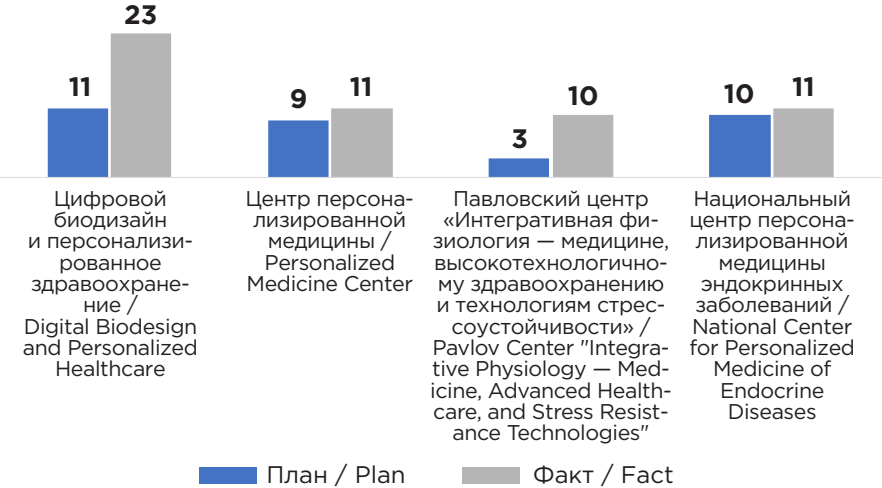 23
11
9
11
3
10
10
11
Цифровой
биодизайн
и персонализи-
рованное
здравоохране-
ние /
Digital Biodesign
and Personalized
Healthcare
Центр персона-
лизированной
медицины /
Personalized
Medicine Center
Павловский центр
«Интегративная фи-
зиология — медицине,
высокотехнологично-
му здравоохранению
и технологиям стрес-
соустойчивости» /
Pavlov Center "Integra-
tive Physiology — Med-
icine, Advanced Health-
care, and Stress Resist-
ance Technologies"
Национальный
центр персона-
лизированной
медицины
эндокринных
заболеваний /
National Center
for Personalized
Medicine of
Endocrine
Diseases
План / Plan
Факт / Fact